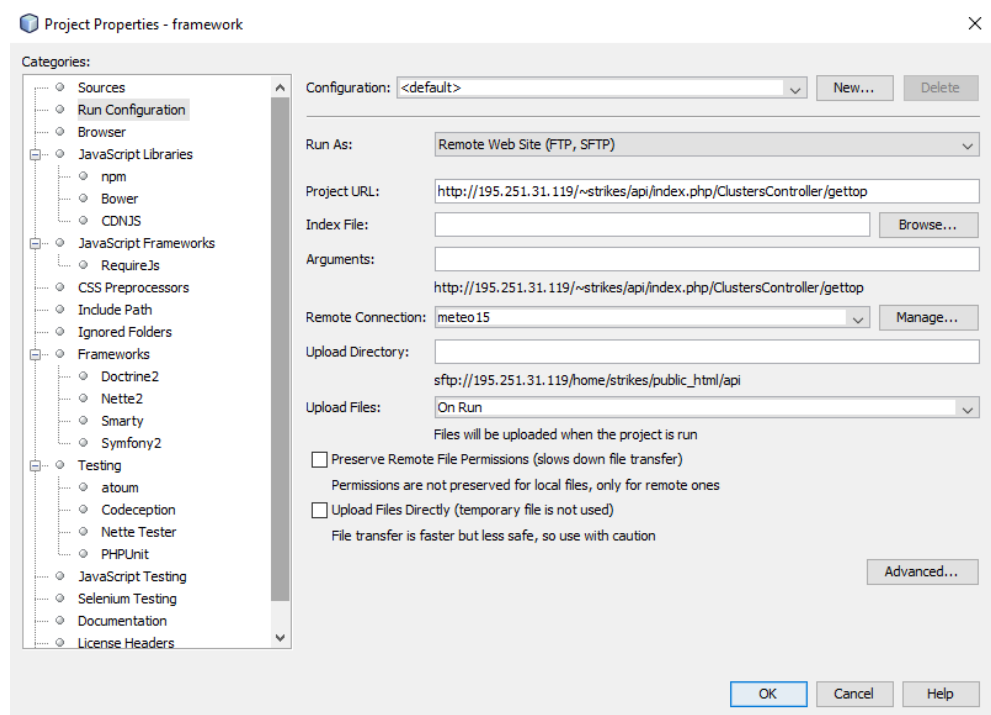 Project Properties - framework
Categories:
Sources
Run Configuration
Browser
JavaScript Libraries
npm
Bower
CDNJS
JavaScript Frameworks
RequireJs
CSS Preprocessors
Include Path
Ignored Folders
Frameworks
Doctrine2
Nette2
Smarty
Symfony2
Testing
atoum
Codeception
Nette Tester
PHPUnit
JavaScript Testing
Selenium Testing
Documentation
License Headers
Configuration: <default> New... Delete
Run As: Remote Web Site (FTP, SFTP)
Project URL: http://195.251.31.119/~strikes/api/index.php/ClustersController/gettop
Index File: Browse...
Arguments:
http://195.251.31.119/~strikes/api/index.php/ClustersController/gettop
Remote Connection: meteo15 Manage...
Upload Directory:
sftp://195.251.31.119/home/strikes/public_html/api
Upload Files: On Run
Files will be uploaded when the project is run
Preserve Remote File Permissions (slows down file transfer)
Permissions are not preserved for local files, only for remote ones
Upload Files Directly (temporary file is not used)
File transfer is faster but less safe, so use with caution
Advanced...
OK Cancel Help